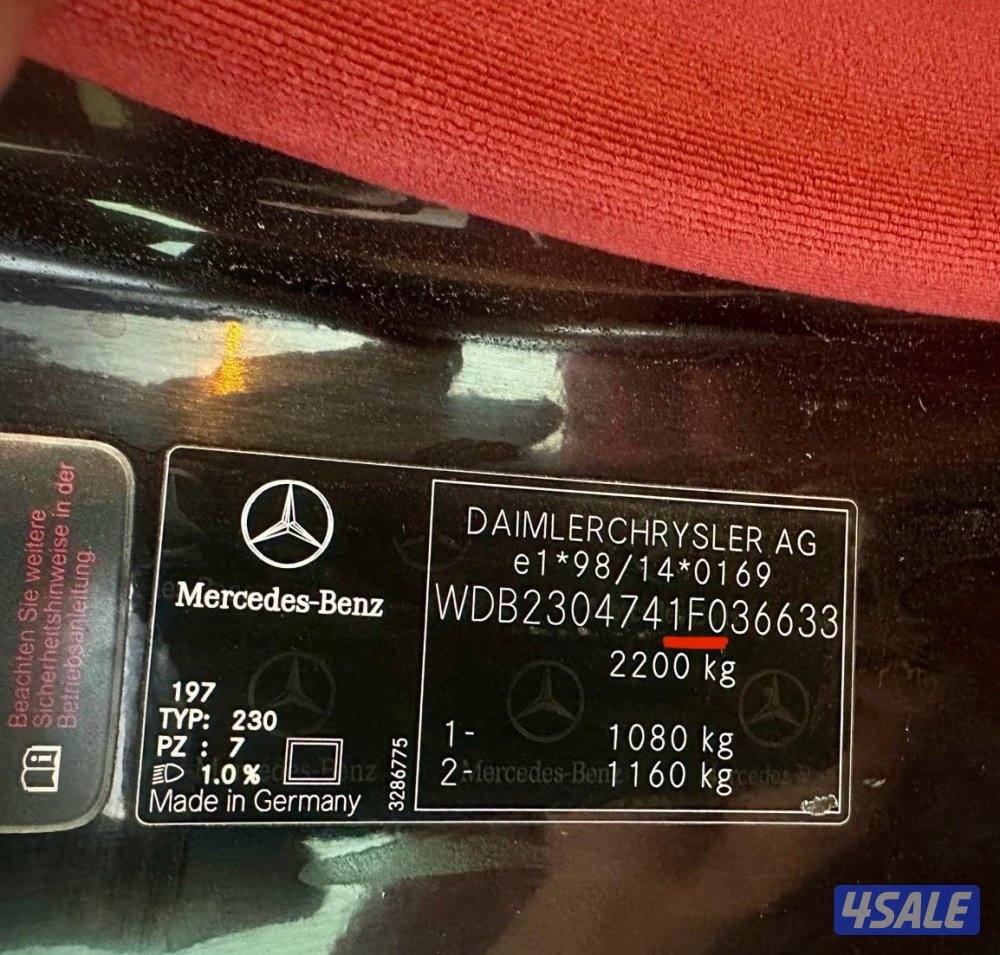 Beachten Sie weitere
Sicherheitshinweise in der
Betriebsanleitung.
Mercedes-Benz
197
TYP: 230
PZ : 7
1.0 %
Made in Germany
3286775
DAIMLERCHRYSLER AG
e1*98/14*0169
WDB2304741F036633
2200 kg
1- 1080 kg
2- 1160 kg
Mercedes-Benz
4SALE